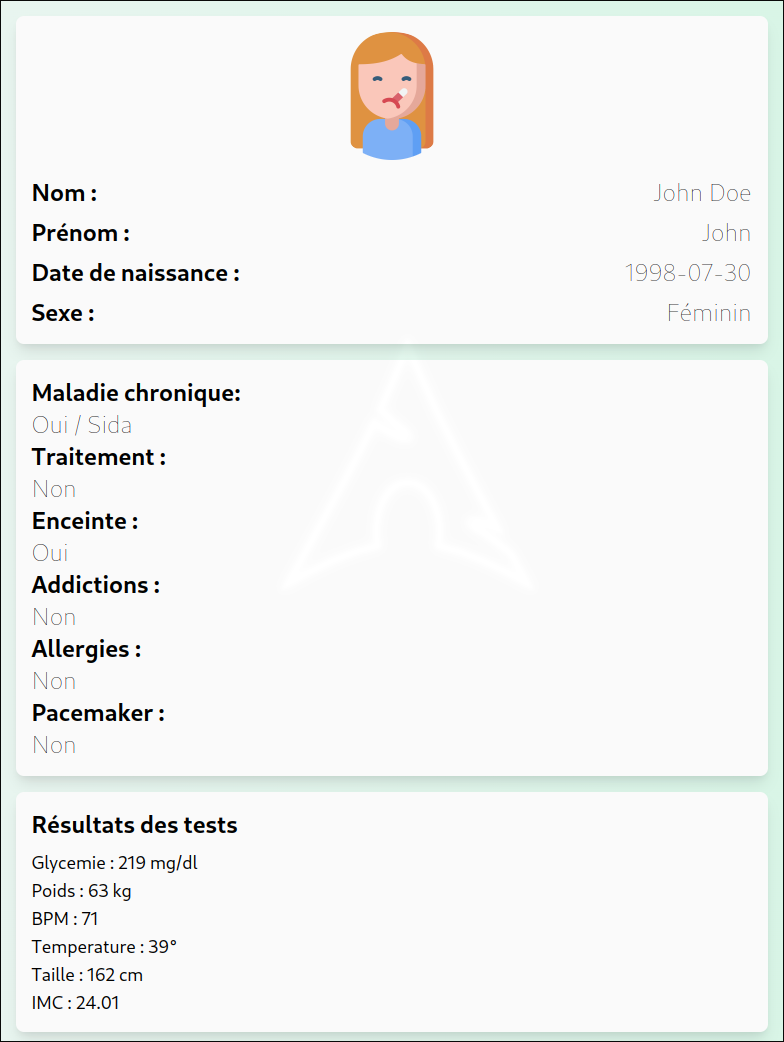 Nom : John Doe
Prénom : John
Date de naissance : 1998-07-30
Sexe : Féminin
Maladie chronique:
Oui / Sida
Traitement :
Non
Enceinte :
Oui
Addictions :
Non
Allergies :
Non
Pacemaker :
Non
Résultats des tests
Glycemie : 219 mg/dl
Poids : 63 kg
BPM : 71
Temperature : 39°
Taille : 162 cm
IMC : 24.01